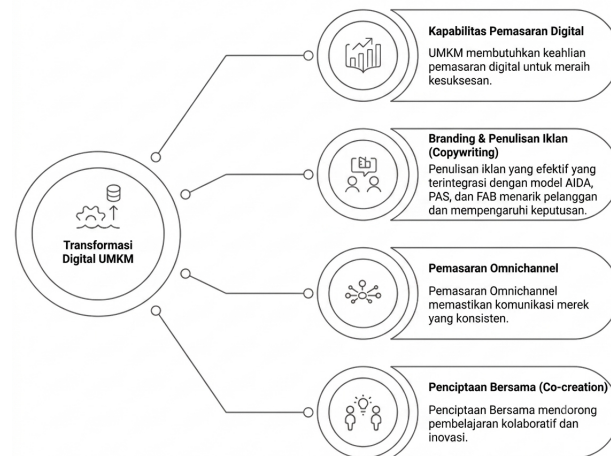 Kapabilitas Pemasaran Digital
UMKM membutuhkan keahlian
pemasaran digital untuk meraih
kesuksesan.
Branding & Penulisan Iklan
(Copywriting)
Penulisan iklan yang efektif yang
terintegrasi dengan model AIDA,
PAS, dan FAB menarik pelanggan
dan mempengaruhi keputusan.
Transformasi
Digital UMKM
Pemasaran Omnichannel
Pemasaran Omnichannel
memastikan komunikasi merek
yang konsisten.
Penciptaan Bersama (Co-creation)
Penciptaan Bersama mendorong
pembelajaran kolaboratif dan
inovasi.